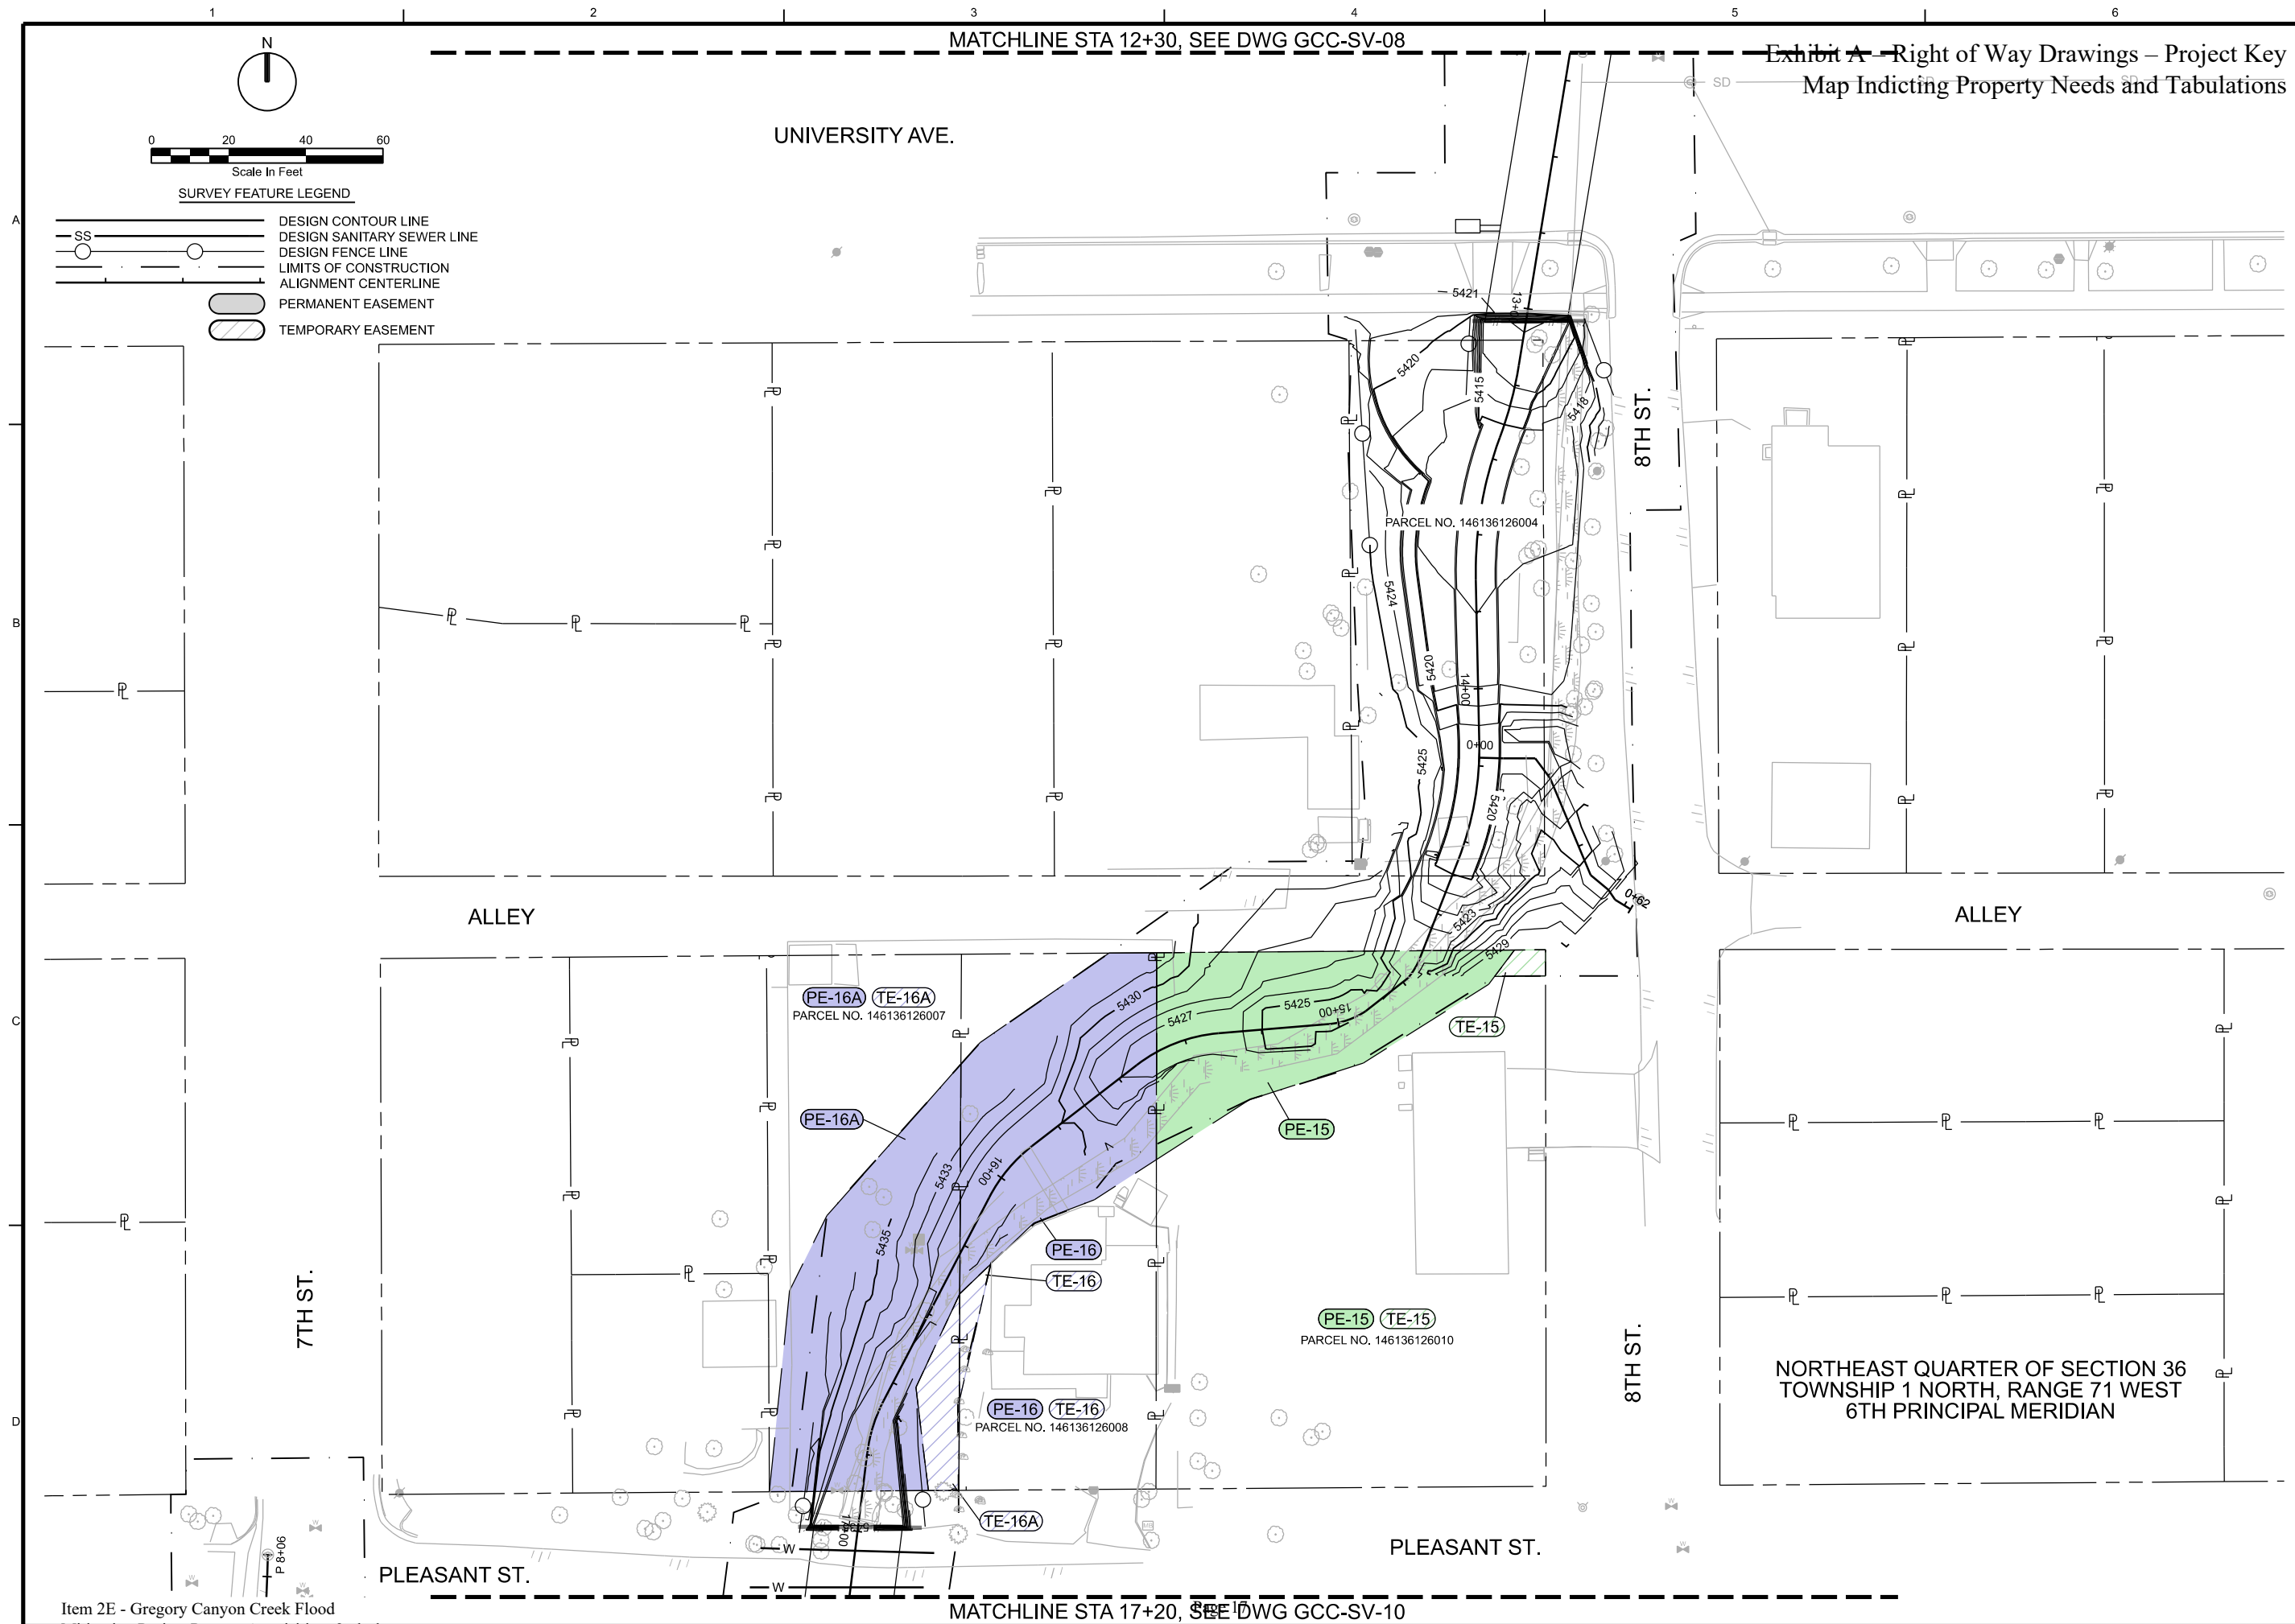 1 2 3 4 5 6
MATCHLINE STA 12+30, SEE DWG GCC-SV-08
Exhibit A – Right of Way Drawings – Project Key
Map Indicting Property Needs and Tabulations
N
0 20 40 60
Scale In Feet
SURVEY FEATURE LEGEND
DESIGN CONTOUR LINE
SS DESIGN SANITARY SEWER LINE
DESIGN FENCE LINE
LIMITS OF CONSTRUCTION
ALIGNMENT CENTERLINE
PERMANENT EASEMENT
TEMPORARY EASEMENT
UNIVERSITY AVE.
SD SD SD
A
5421
5420
5415
5418
8TH ST.
PARCEL NO. 146136126004
5424
B
5420
14+00
0+00
5425
5420
0+62
5423
5429
ALLEY
ALLEY
PE-16A TE-16A
PARCEL NO. 146136126007
5430
5427
5425
15+00
TE-15
C
PE-16A
PE-15
5433
16+00
5435
PE-16
TE-16
7TH ST.
PE-15 TE-15
PARCEL NO. 146136126010
8TH ST.
NORTHEAST QUARTER OF SECTION 36
TOWNSHIP 1 NORTH, RANGE 71 WEST
6TH PRINCIPAL MERIDIAN
PE-16 TE-16
PARCEL NO. 146136126008
D
TE-16A
17+00
W
W
P 8+06
PLEASANT ST.
PLEASANT ST.
Item 2E - Gregory Canyon Creek Flood
Page 17
MATCHLINE STA 17+20, SEE DWG GCC-SV-10